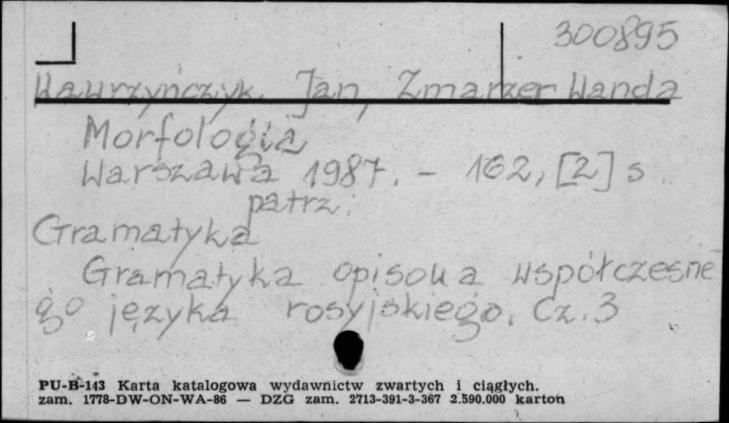 300895
Wawrzyńczyk Jan, Zmarzer Wanda
Morfologia
Warszawa 1987. - 162, [2] s
patrz:
Gramatyka
Gramatyka opisowa współczesne
go języka rosyjskiego. Cz. 3
PU-B-143 Karta katalogowa wydawnictw zwartych i ciągłych.
zam. 1778-DW-ON-WA-86 — DZG zam. 2713-391-3-367 2.590.000 karton